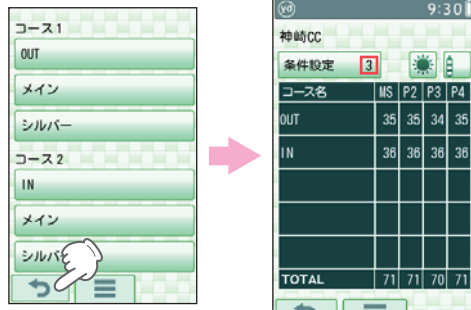 コース1
OUT
メイン
シルバー
コース2
IN
メイン
シルバ
yd 9:30
神崎CC
条件設定 3
コース名 MS P2 P3 P4
OUT 35 35 34 35
IN 36 36 36 36
TOTAL 71 71 70 71